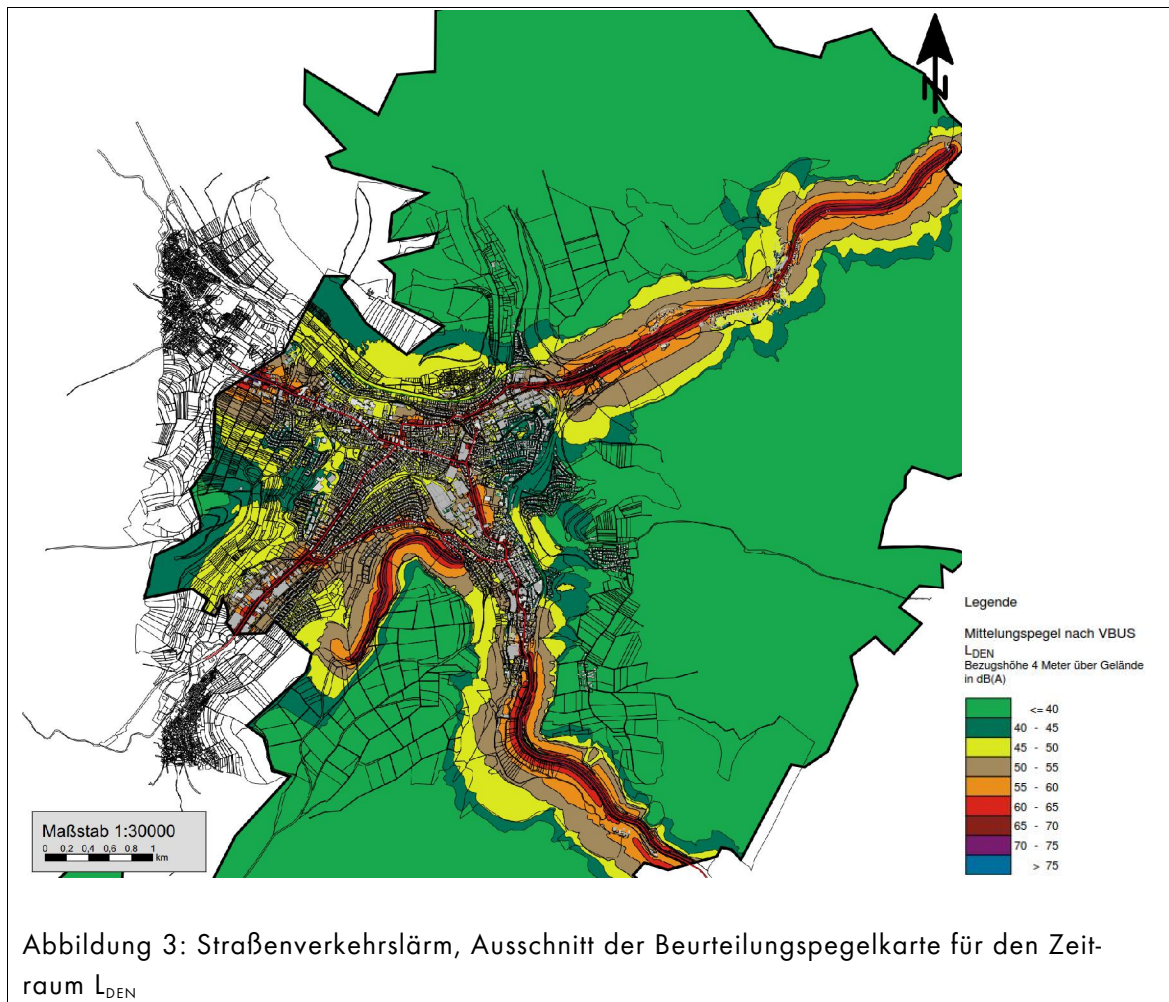 N
Legende
Mittelungspegel nach VBUS
L_DEN
Bezugshöhe 4 Meter über Gelände
in dB(A)
<= 40
40 - 45
45 - 50
50 - 55
55 - 60
60 - 65
65 - 70
70 - 75
> 75
Maßstab 1:30000
0 0,2 0,4 0,6 0,8 1
km
Abbildung 3: Straßenverkehrslärm, Ausschnitt der Beurteilungspegelkarte für den Zeit-
raum L_DEN